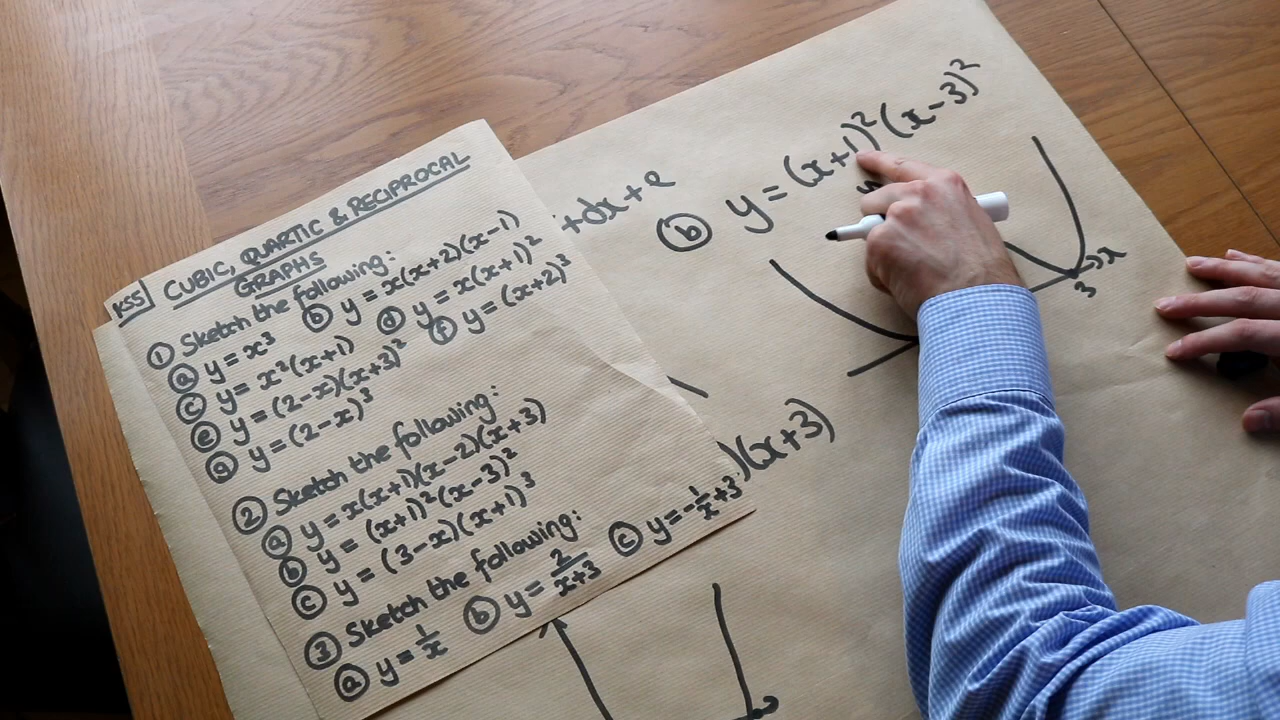 KS5 CUBIC, QUARTIC & RECIPROCAL
GRAPHS
① Sketch the following:
ⓐ y = x³ ⓑ y = x(x+2)(x-1)
ⓒ y = x²(x+1) ⓓ y = x(x+1)²
ⓔ y = (2-x)(x+3)² ⓕ y = (x+2)³
ⓖ y = (2-x)³
② Sketch the following:
ⓐ y = x(x+1)(x-2)(x+3)
ⓑ y = (x+1)²(x-3)²
ⓒ y = (3-x)(x+1)³
③ Sketch the following:
ⓐ y = 1/x ⓑ y = 2/(x+3) ⓒ y = -1/x + 3
+dx+e
ⓑ y = (x+1)²(x-3)²
x
3
)(x+3)